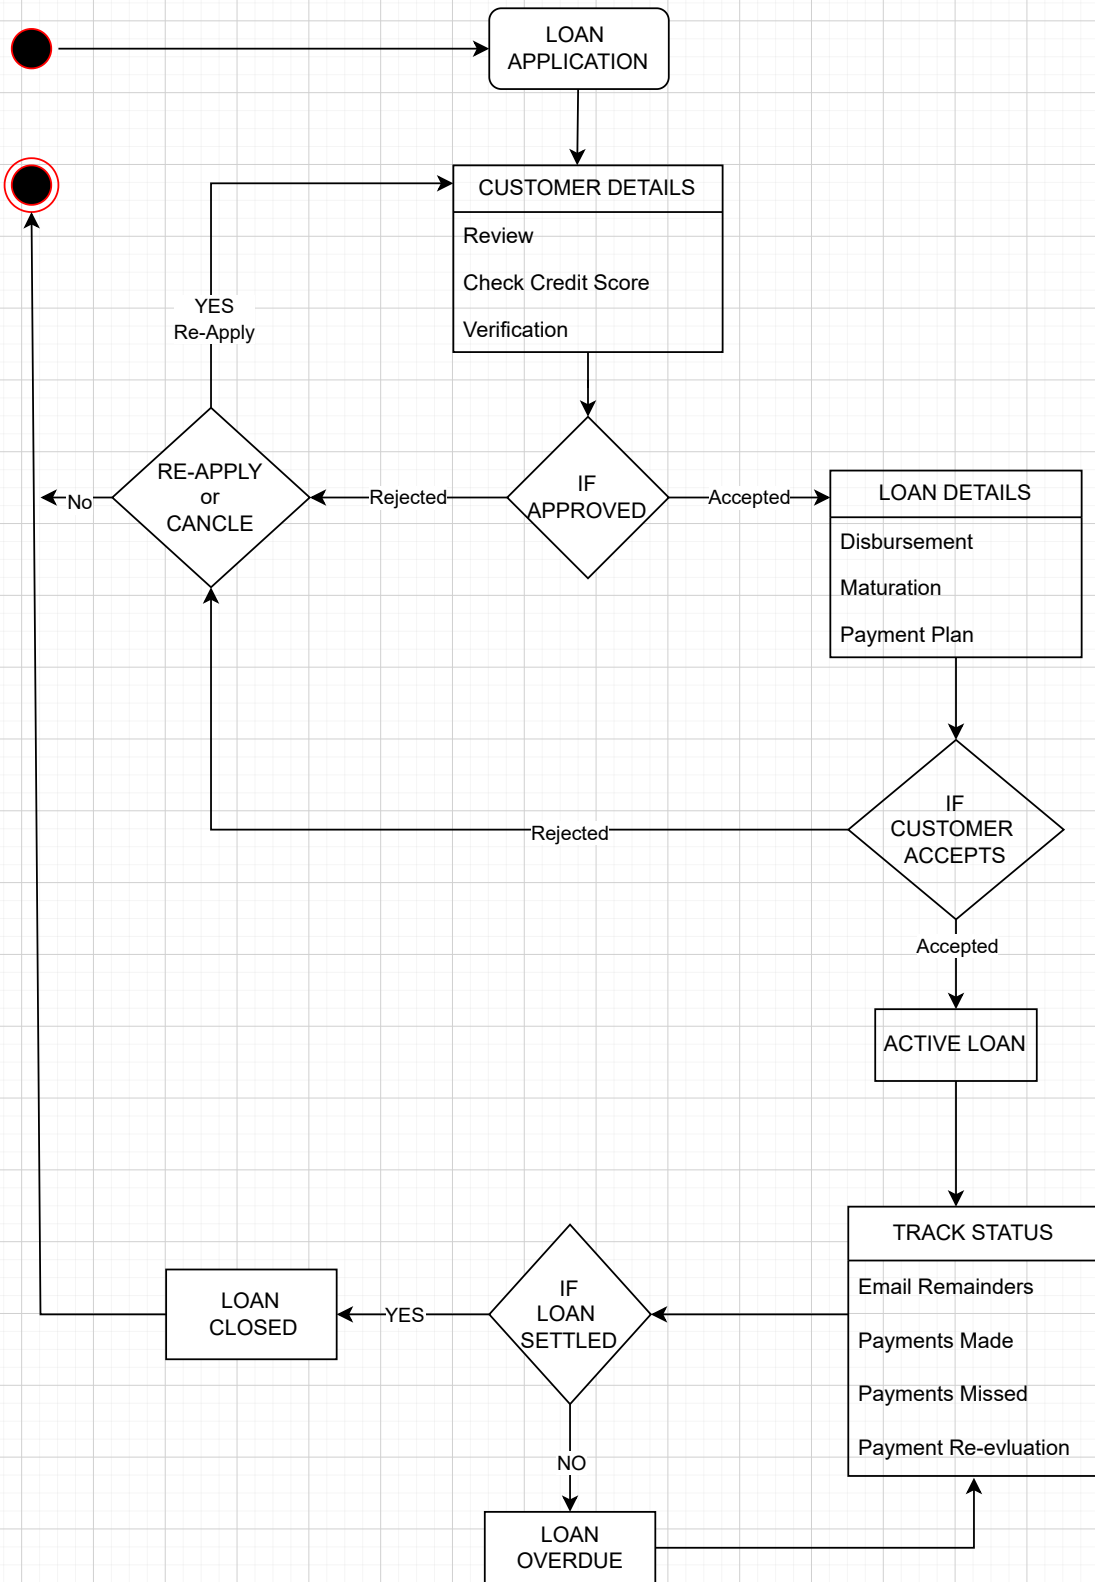 LOAN
APPLICATION
CUSTOMER DETAILS
Review
Check Credit Score
Verification
YES
Re-Apply
RE-APPLY
or
CANCLE
No
Rejected
IF
APPROVED
Accepted
LOAN DETAILS
Disbursement
Maturation
Payment Plan
IF
CUSTOMER
ACCEPTS
Rejected
Accepted
ACTIVE LOAN
TRACK STATUS
Email Remainders
Payments Made
Payments Missed
Payment Re-evluation
IF
LOAN
SETTLED
YES
LOAN
CLOSED
NO
LOAN
OVERDUE